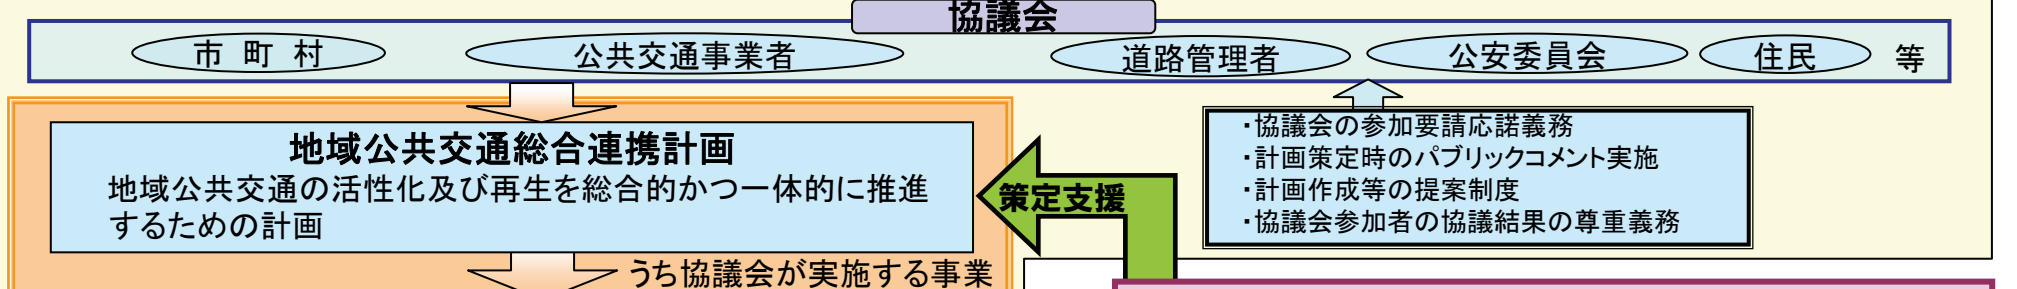 協議会
市 町 村
公共交通事業者
道路管理者
公安委員会
住民
等
地域公共交通総合連携計画
地域公共交通の活性化及び再生を総合的かつ一体的に推進
するための計画
策定支援
・協議会の参加要請応諾義務
・計画策定時のパブリックコメント実施
・計画作成等の提案制度
・協議会参加者の協議結果の尊重義務
うち協議会が実施する事業